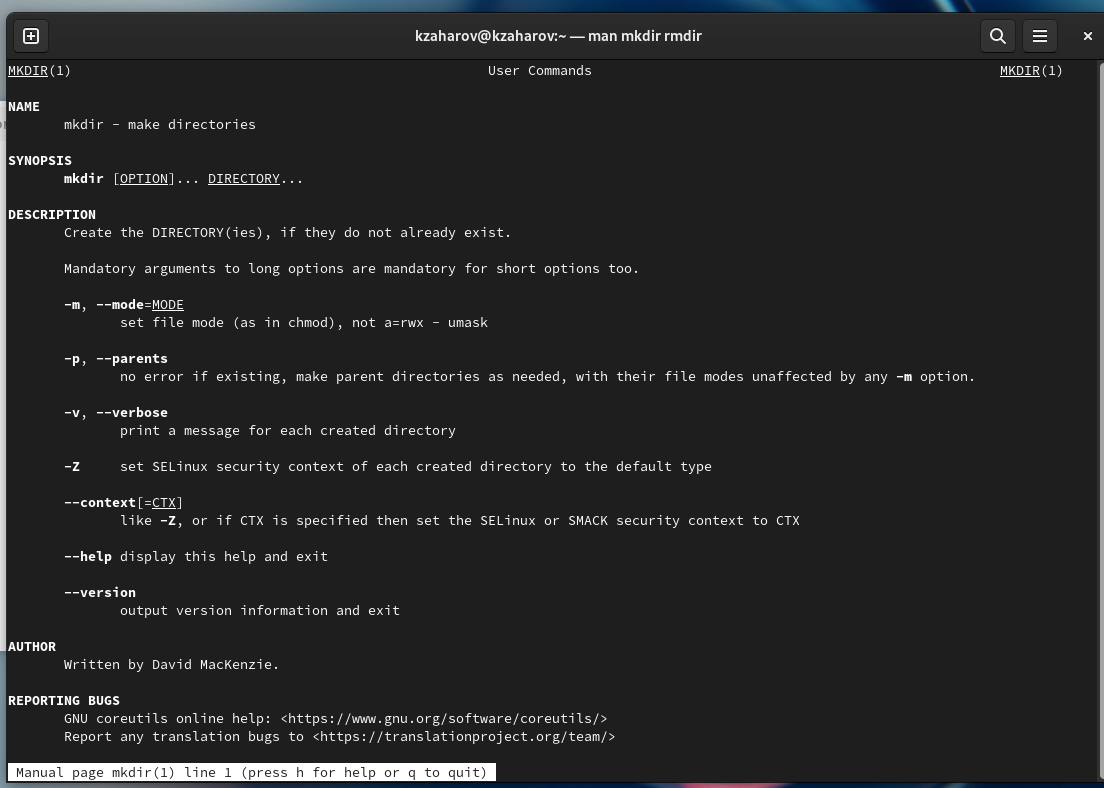 kzaharov@kzaharov:~ — man mkdir rmdir
MKDIR(1) User Commands MKDIR(1)
NAME
mkdir - make directories
SYNOPSIS
mkdir [OPTION]... DIRECTORY...
DESCRIPTION
Create the DIRECTORY(ies), if they do not already exist.
Mandatory arguments to long options are mandatory for short options too.
-m, --mode=MODE
set file mode (as in chmod), not a=rwx - umask
-p, --parents
no error if existing, make parent directories as needed, with their file modes unaffected by any -m option.
-v, --verbose
print a message for each created directory
-Z set SELinux security context of each created directory to the default type
--context[=CTX]
like -Z, or if CTX is specified then set the SELinux or SMACK security context to CTX
--help display this help and exit
--version
output version information and exit
AUTHOR
Written by David MacKenzie.
REPORTING BUGS
GNU coreutils online help: <https://www.gnu.org/software/coreutils/>
Report any translation bugs to <https://translationproject.org/team/>
Manual page mkdir(1) line 1 (press h for help or q to quit)